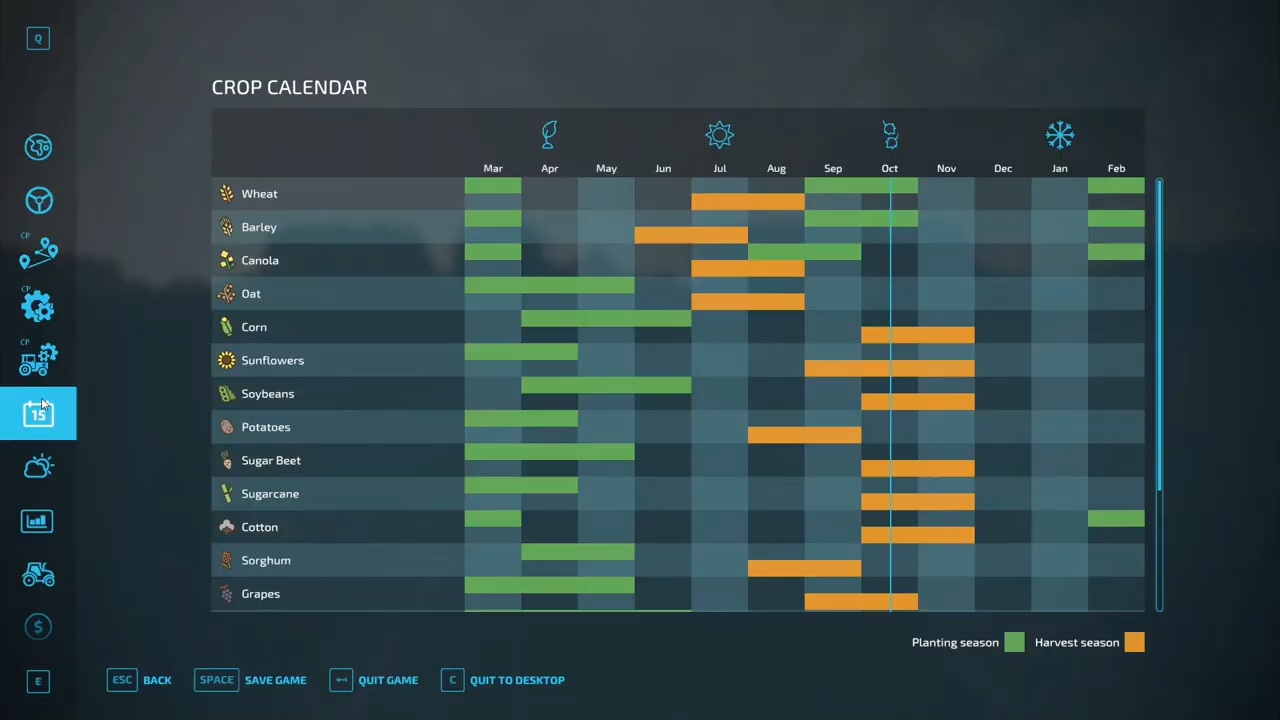 Q
CROP CALENDAR
Mar Apr May Jun Jul Aug Sep Oct Nov Dec Jan Feb
Wheat
Barley
Canola
Oat
Corn
Sunflowers
Soybeans
Potatoes
Sugar Beet
Sugarcane
Cotton
Sorghum
Grapes
CP
CP
CP
15
$
E
Planting season Harvest season
ESC BACK SPACE SAVE GAME QUIT GAME C QUIT TO DESKTOP